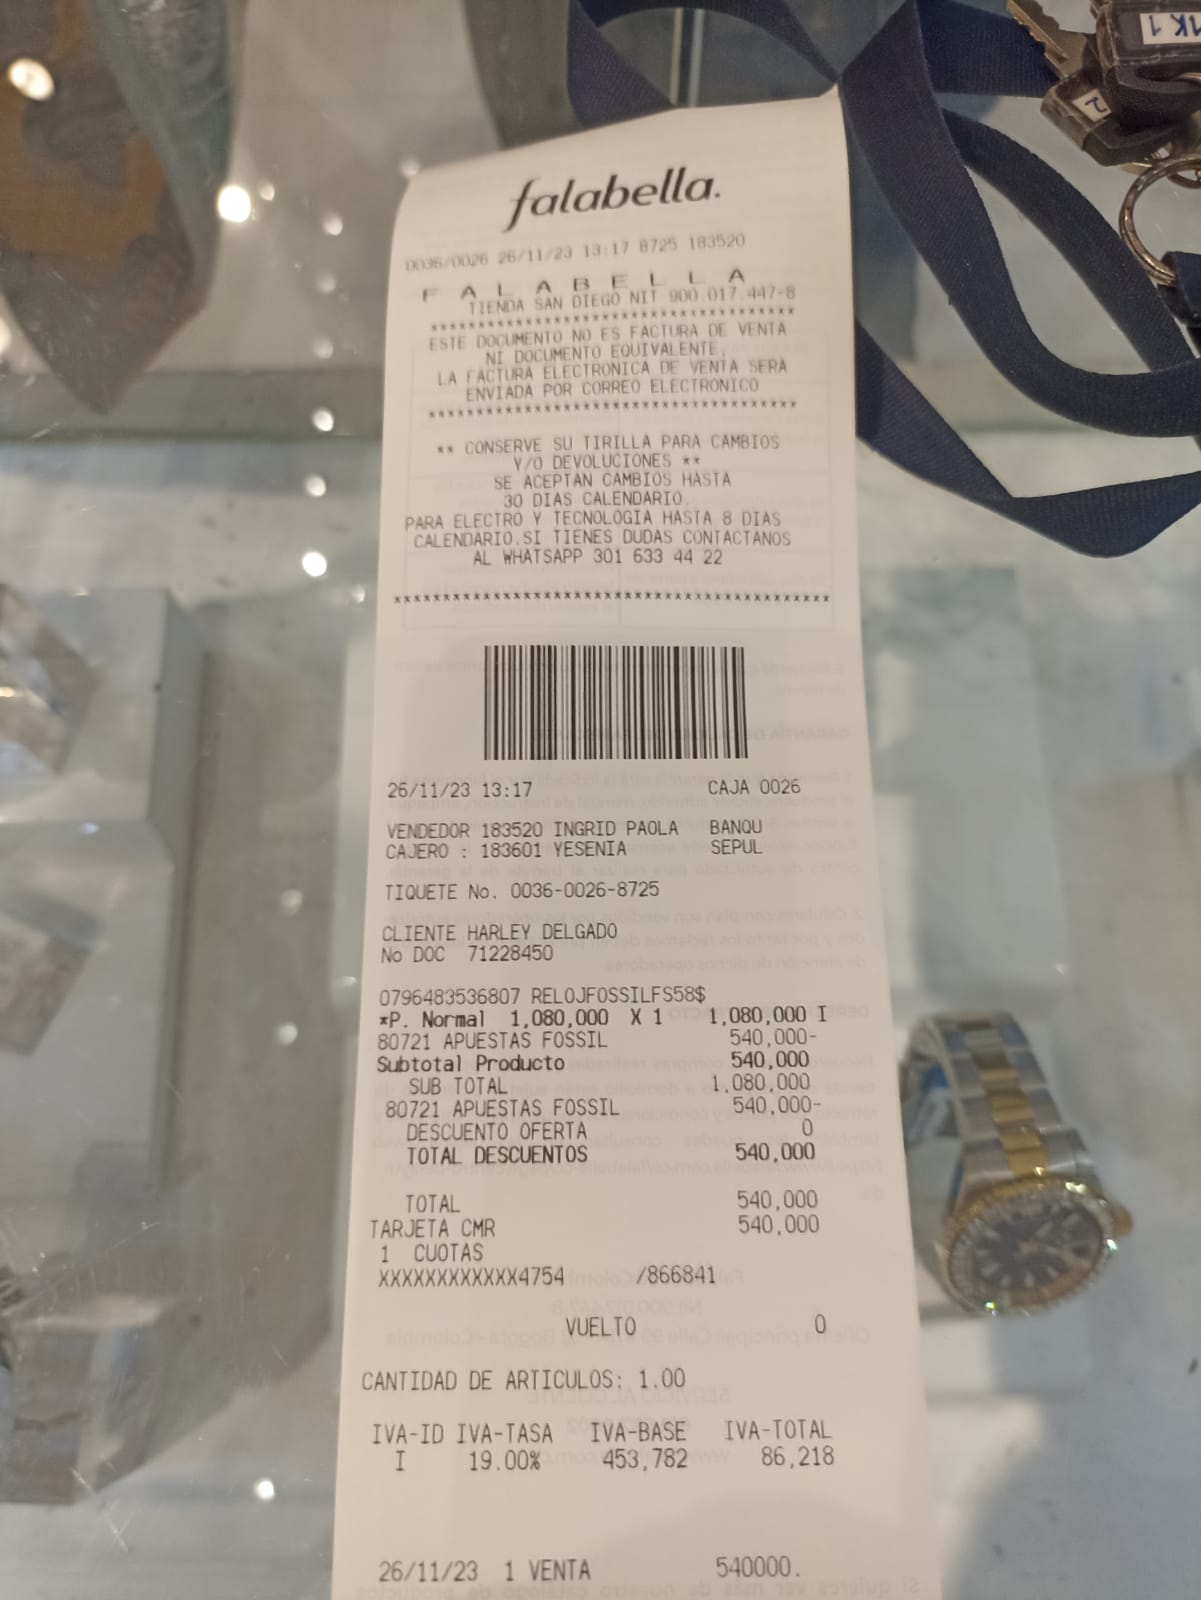 falabella.
0036/0026 26/11/23 13:17 8725 183520
F A L A B E L L A
TIENDA SAN DIEGO NIT 900.017.447-8
****************************************
ESTE DOCUMENTO NO ES FACTURA DE VENTA
NI DOCUMENTO EQUIVALENTE,
LA FACTURA ELECTRONICA DE VENTA SERA
ENVIADA POR CORREO ELECTRONICO
****************************************
** CONSERVE SU TIRILLA PARA CAMBIOS
Y/O DEVOLUCIONES **
SE ACEPTAN CAMBIOS HASTA
30 DIAS CALENDARIO.
PARA ELECTRO Y TECNOLOGIA HASTA 8 DIAS
CALENDARIO.SI TIENES DUDAS CONTACTANOS
AL WHATSAPP 301 633 44 22
****************************************
26/11/23 13:17 CAJA 0026
VENDEDOR 183520 INGRID PAOLA BANQU
CAJERO : 183601 YESENIA SEPUL
TIQUETE No. 0036-0026-8725
CLIENTE HARLEY DELGADO
No DOC 71228450
0796483536807 RELOJFOSSILFS58$
*P. Normal 1,080,000 X 1 1,080,000 I
80721 APUESTAS FOSSIL 540,000-
Subtotal Producto 540,000
SUB TOTAL 1,080,000
80721 APUESTAS FOSSIL 540,000-
DESCUENTO OFERTA 0
TOTAL DESCUENTOS 540,000
TOTAL 540,000
TARJETA CMR 540,000
1 CUOTAS
XXXXXXXXXXXX4754 /866841
VUELTO 0
CANTIDAD DE ARTICULOS: 1.00
IVA-ID IVA-TASA IVA-BASE IVA-TOTAL
I 19.00% 453,782 86,218
26/11/23 1 VENTA 540000.